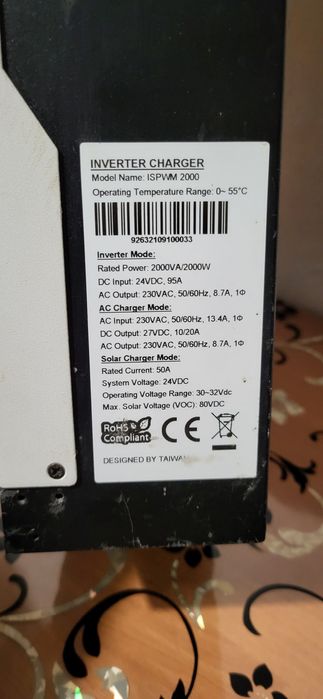 INVERTER CHARGER
Model Name: ISPWM 2000
Operating Temperature Range: 0~ 55°C
92632109100033
Inverter Mode:
Rated Power: 2000VA/2000W
DC Input: 24VDC, 95A
AC Output: 230VAC, 50/60Hz, 8.7A, 1Φ
AC Charger Mode:
AC Input: 230VAC, 50/60Hz, 13.4A, 1Φ
DC Output: 27VDC, 10/20A
AC Output: 230VAC, 50/60Hz, 8.7A, 1Φ
Solar Charger Mode:
Rated Current: 50A
System Voltage: 24VDC
Operating Voltage Range: 30~32Vdc
Max. Solar Voltage (VOC): 80VDC
RoHS
Compliant
CE
DESIGNED BY TAIWAN